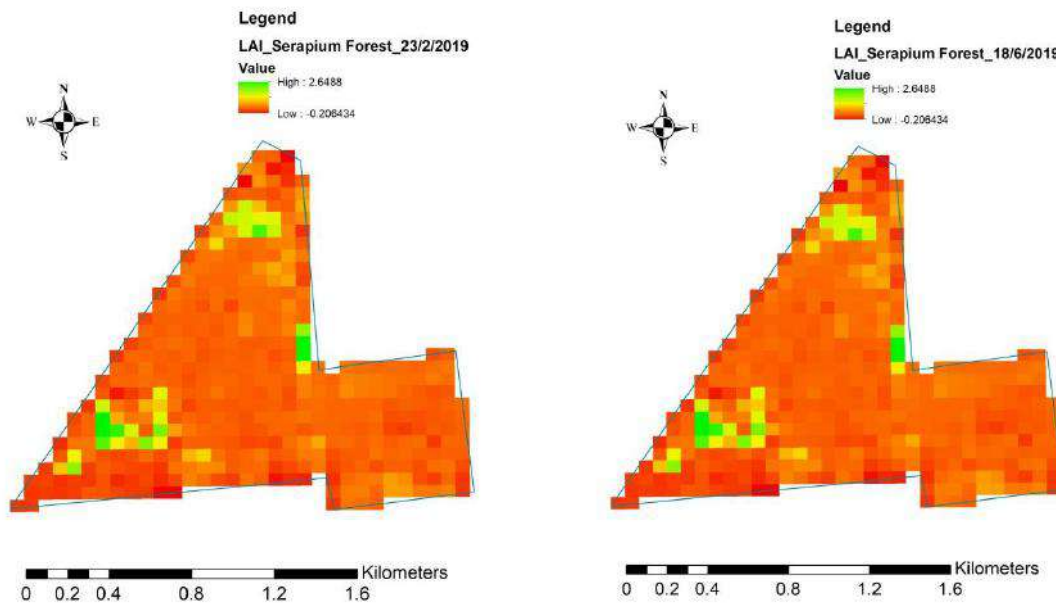 Legend
LAI_Serapium Forest_23/2/2019
Value
High : 2.6488
Low : -0.206434
N
W E
S
Kilometers
0 0.2 0.4 0.8 1.2 1.6
Legend
LAI_Serapium Forest_18/6/2019
Value
High : 2.6488
Low : -0.206434
N
W E
S
Kilometers
0 0.2 0.4 0.8 1.2 1.6